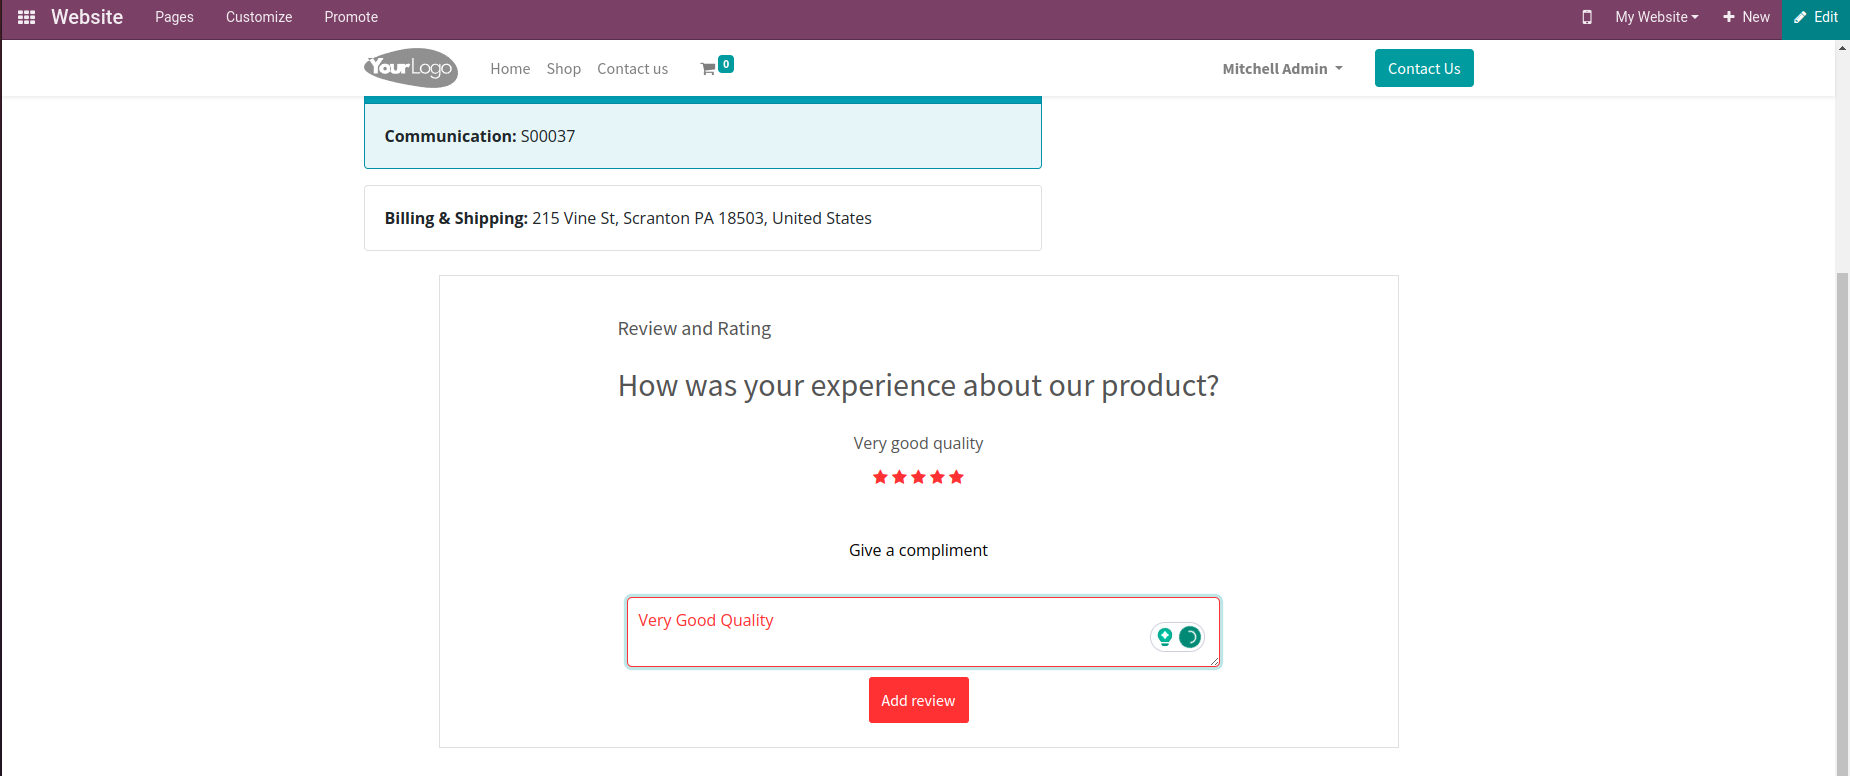 Website Pages Customize Promote My Website New Edit
YourLogo Home Shop Contact us 0 Mitchell Admin Contact Us
Communication: S00037
Billing & Shipping: 215 Vine St, Scranton PA 18503, United States
Review and Rating
How was your experience about our product?
Very good quality
Give a compliment
Very Good Quality
Add review